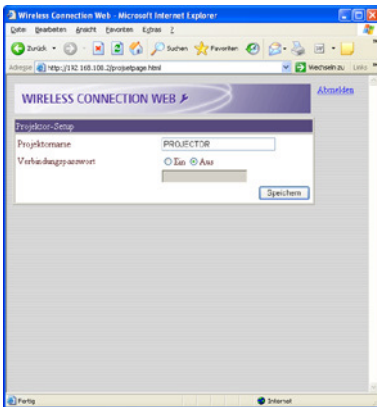 Wireless Connection Web - Microsoft Internet Explorer
Datei Bearbeiten Ansicht Favoriten Extras ?
Zurück Suchen Favoriten
Adresse http://192.168.100.2/projsetpage.html Wechseln zu Links
WIRELESS CONNECTION WEB
Abmelden
Projektor-Setup
Projektorname PROJECTOR
Verbindungspasswort Ein Aus
Speichern
Fertig Internet